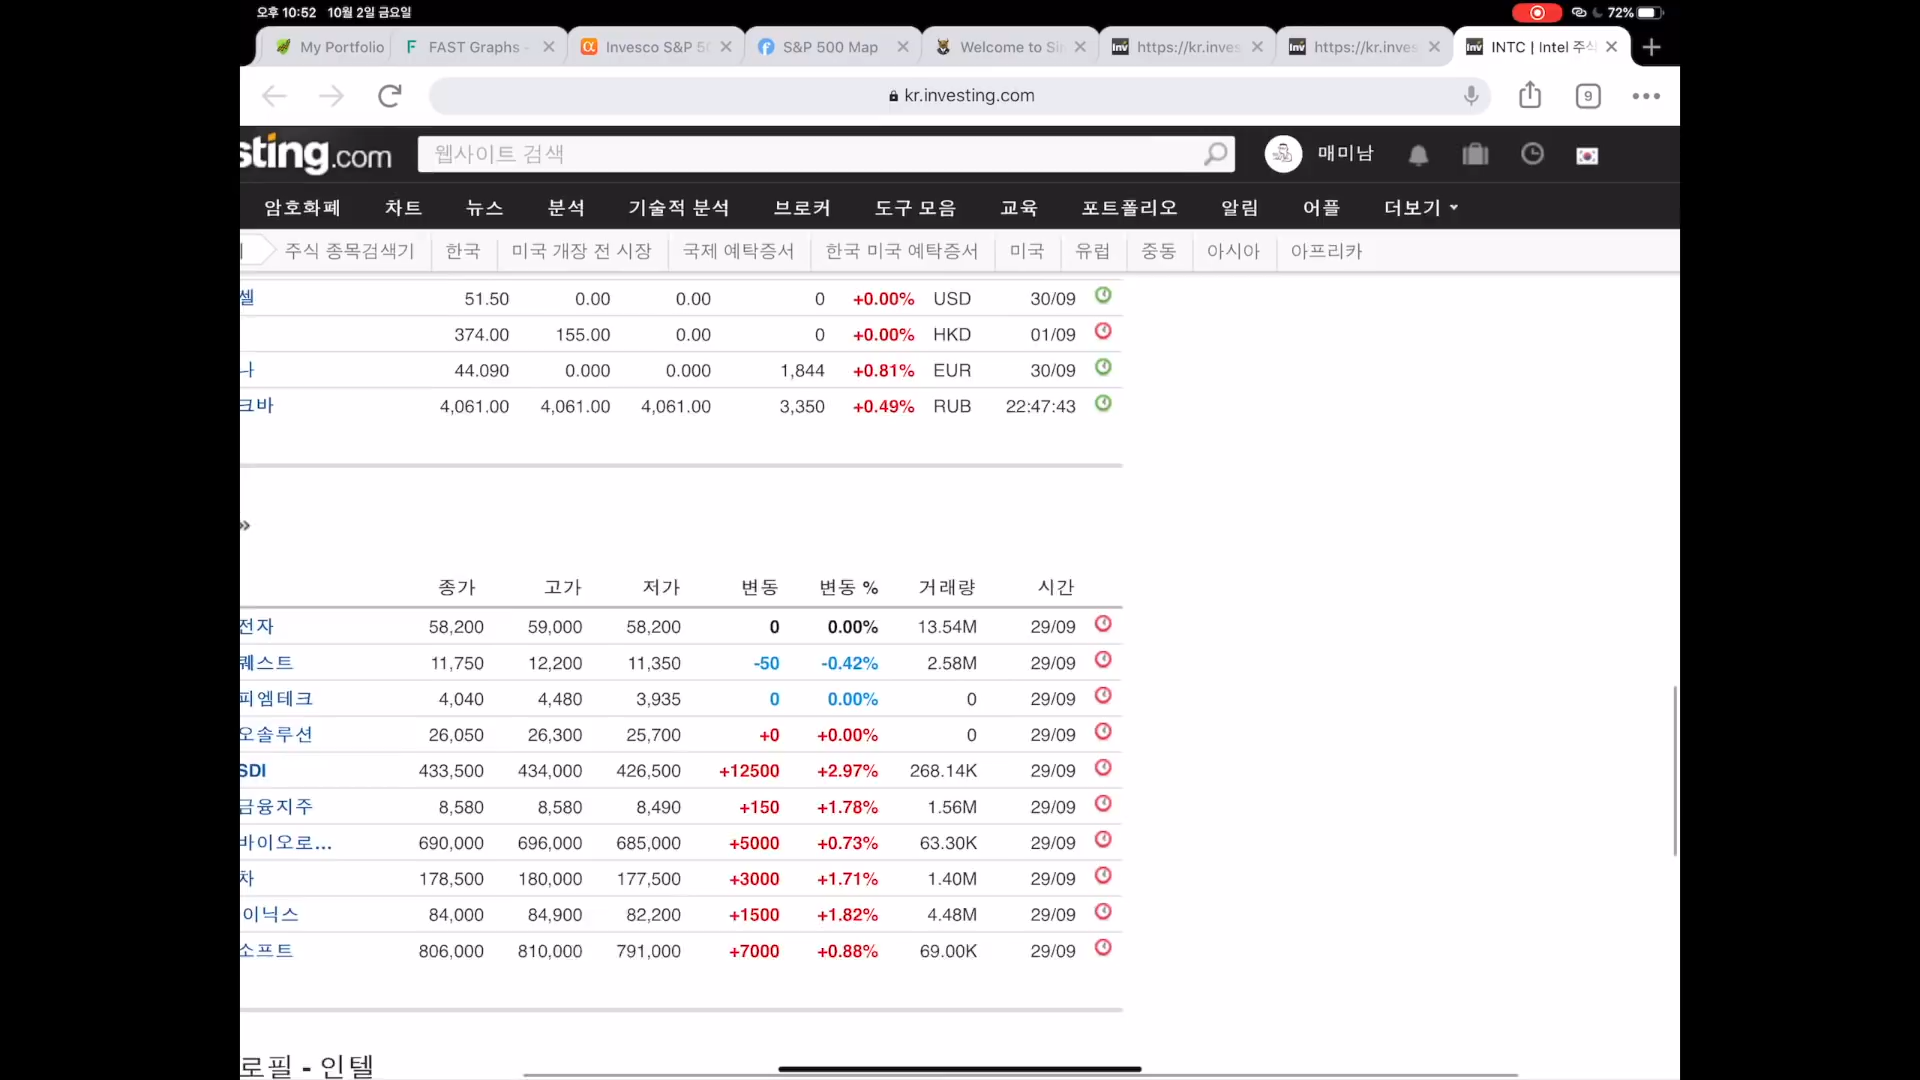 오후 10:52 10월 2일 금요일 72%
My Portfolio FAST Graphs - Invesco S&P 50 S&P 500 Map Welcome to Sin https://kr.inves https://kr.inves INTC | Intel 주식
kr.investing.com 9
sting.com 웹사이트 검색 매미남
암호화폐 차트 뉴스 분석 기술적 분석 브로커 도구 모음 교육 포트폴리오 알림 어플 더보기
주식 종목검색기 한국 미국 개장 전 시장 국제 예탁증서 한국 미국 예탁증서 미국 유럽 중동 아시아 아프리카
셀 51.50 0.00 0.00 0 +0.00% USD 30/09
374.00 155.00 0.00 0 +0.00% HKD 01/09
나 44.090 0.000 0.000 1,844 +0.81% EUR 30/09
크바 4,061.00 4,061.00 4,061.00 3,350 +0.49% RUB 22:47:43
»
종가 고가 저가 변동 변동 % 거래량 시간
전자 58,200 59,000 58,200 0 0.00% 13.54M 29/09
퀘스트 11,750 12,200 11,350 -50 -0.42% 2.58M 29/09
피엠테크 4,040 4,480 3,935 0 0.00% 0 29/09
오솔루션 26,050 26,300 25,700 +0 +0.00% 0 29/09
SDI 433,500 434,000 426,500 +12500 +2.97% 268.14K 29/09
금융지주 8,580 8,580 8,490 +150 +1.78% 1.56M 29/09
바이오로... 690,000 696,000 685,000 +5000 +0.73% 63.30K 29/09
차 178,500 180,000 177,500 +3000 +1.71% 1.40M 29/09
이닉스 84,000 84,900 82,200 +1500 +1.82% 4.48M 29/09
소프트 806,000 810,000 791,000 +7000 +0.88% 69.00K 29/09
로필 - 인텔